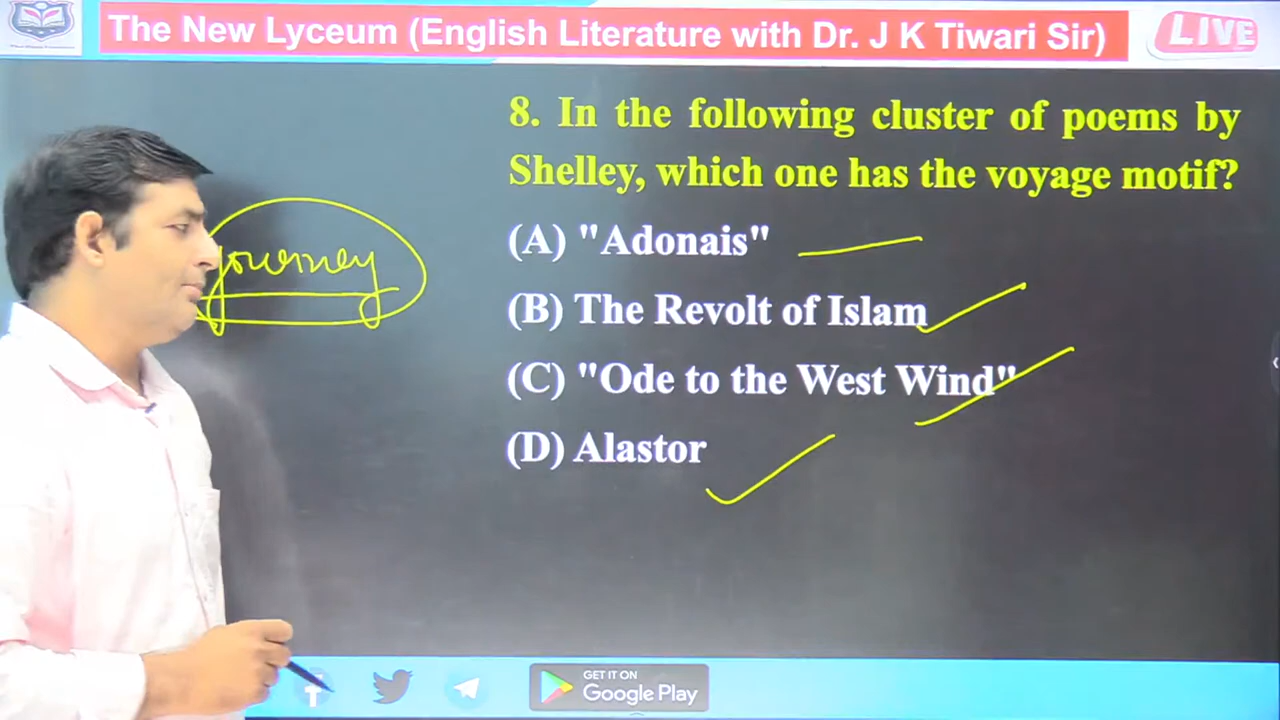 The New Lyceum (English Literature with Dr. J K Tiwari Sir)
LIVE
8. In the following cluster of poems by
Shelley, which one has the voyage motif?
Journey
(A) "Adonais"
(B) The Revolt of Islam
(C) "Ode to the West Wind"
(D) Alastor
GET IT ON
Google Play